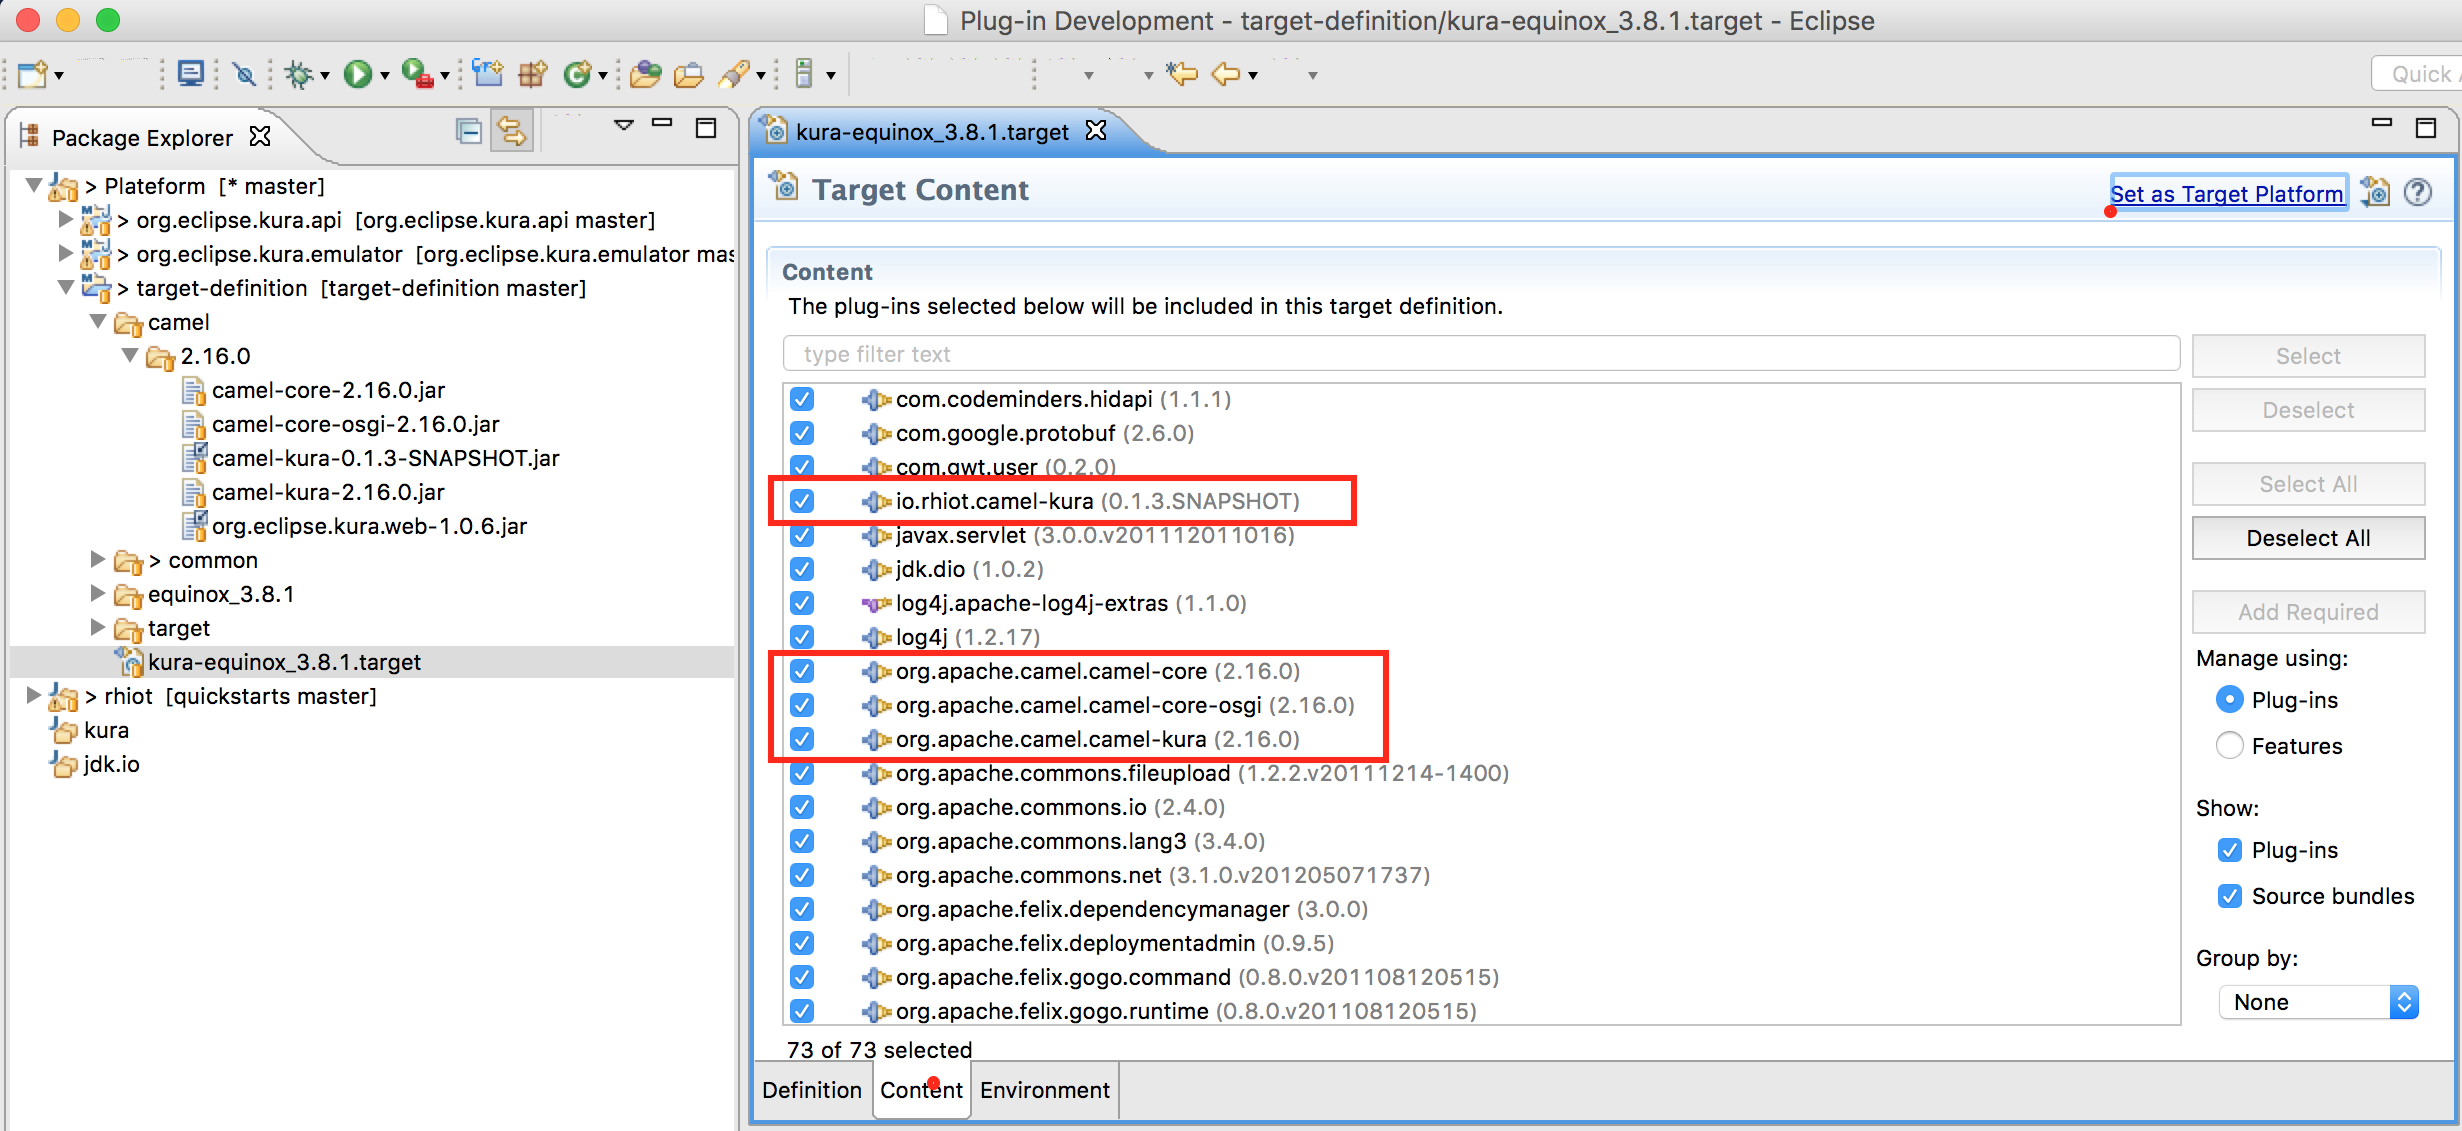 Plug-in Development - target-definition/kura-equinox_3.8.1.target - Eclipse
Quick
Package Explorer
> Plateform [* master]
> org.eclipse.kura.api [org.eclipse.kura.api master]
> org.eclipse.kura.emulator [org.eclipse.kura.emulator mas
> target-definition [target-definition master]
camel
2.16.0
camel-core-2.16.0.jar
camel-core-osgi-2.16.0.jar
camel-kura-0.1.3-SNAPSHOT.jar
camel-kura-2.16.0.jar
org.eclipse.kura.web-1.0.6.jar
> common
equinox_3.8.1
target
kura-equinox_3.8.1.target
> rhiot [quickstarts master]
kura
jdk.io
kura-equinox_3.8.1.target
Target Content
Set as Target Platform
Content
The plug-ins selected below will be included in this target definition.
type filter text
com.codeminders.hidapi (1.1.1)
com.google.protobuf (2.6.0)
com.gwt.user (0.2.0)
io.rhiot.camel-kura (0.1.3.SNAPSHOT)
javax.servlet (3.0.0.v201112011016)
jdk.dio (1.0.2)
log4j.apache-log4j-extras (1.1.0)
log4j (1.2.17)
org.apache.camel.camel-core (2.16.0)
org.apache.camel.camel-core-osgi (2.16.0)
org.apache.camel.camel-kura (2.16.0)
org.apache.commons.fileupload (1.2.2.v20111214-1400)
org.apache.commons.io (2.4.0)
org.apache.commons.lang3 (3.4.0)
org.apache.commons.net (3.1.0.v201205071737)
org.apache.felix.dependencymanager (3.0.0)
org.apache.felix.deploymentadmin (0.9.5)
org.apache.felix.gogo.command (0.8.0.v201108120515)
org.apache.felix.gogo.runtime (0.8.0.v201108120515)
73 of 73 selected
Select
Deselect
Select All
Deselect All
Add Required
Manage using:
Plug-ins
Features
Show:
Plug-ins
Source bundles
Group by:
None
Definition
Content
Environment